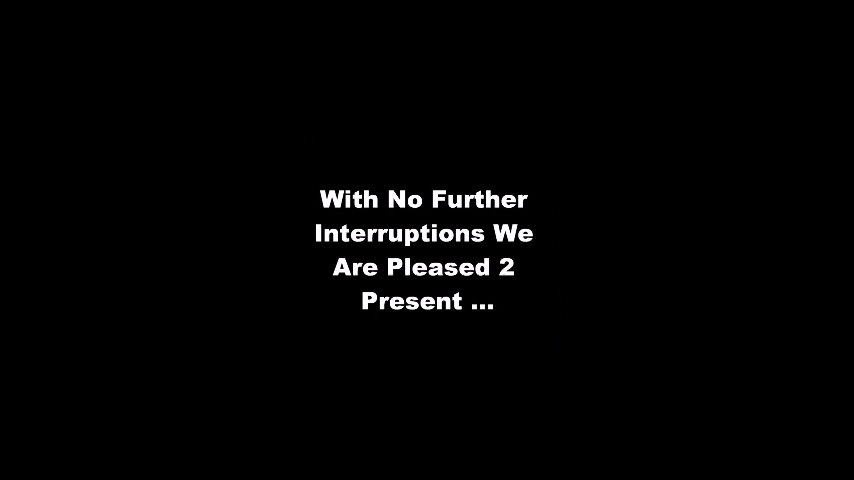 With No Further
Interruptions We
Are Pleased 2
Present ...